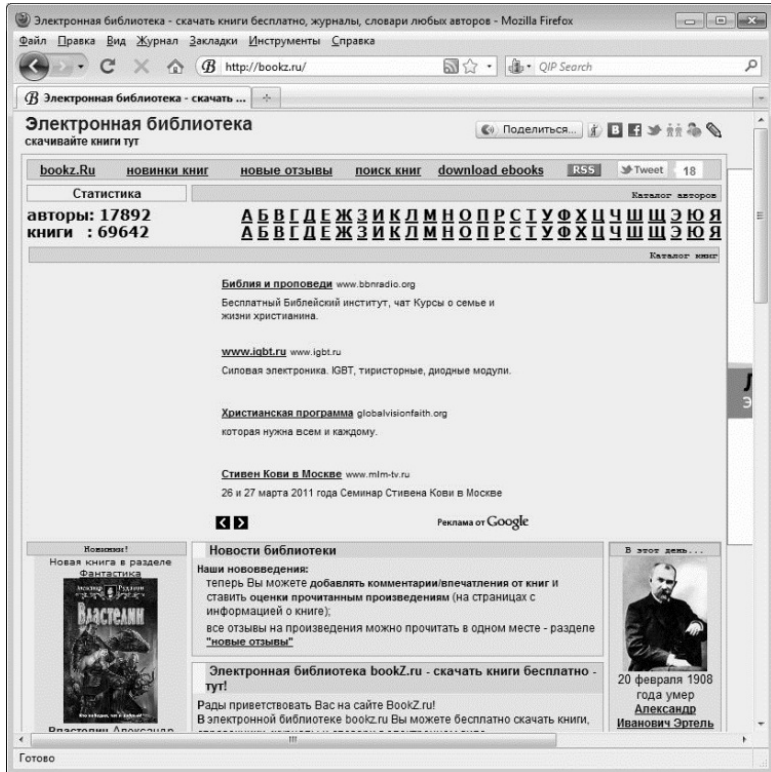 Электронная библиотека - скачать книги бесплатно, журналы, словари любых авторов - Mozilla Firefox
Файл Правка Вид Журнал Закладки Инструменты Справка
http://bookz.ru/
QIP Search
Электронная библиотека - скачать ...
Электронная библиотека
скачивайте книги тут
Поделиться...
bookz.Ru новинки книг новые отзывы поиск книг download ebooks RSS Tweet 18
Статистика
Каталог авторов
авторы: 17892
книги : 69642
А Б В Г Д Е Ж З И К Л М Н О П Р С Т У Ф Х Ц Ч Ш Щ Э Ю Я
А Б В Г Д Е Ж З И К Л М Н О П Р С Т У Ф Х Ц Ч Ш Щ Э Ю Я
Каталог книг
Библия и проповеди www.bbnradio.org
Бесплатный Библейский институт, чат Курсы о семье и
жизни христианина.
www.igbt.ru www.igbt.ru
Силовая электроника. IGBT, тиристорные, диодные модули.
Христианская программа globalvisionfaith.org
которая нужна всем и каждому.
Стивен Кови в Москве www.mlm-tv.ru
26 и 27 марта 2011 года Семинар Стивена Кови в Москве
Реклама от Google
Новинки!
Новая книга в разделе
Фантастика
Властелин
Властелин Александр
Новости библиотеки
Наши нововведения:
теперь Вы можете добавлять комментарии/впечатления от книг и
ставить оценки прочитанным произведениям (на страницах с
информацией о книге);
все отзывы на произведения можно прочитать в одном месте - разделе
"новые отзывы"
Электронная библиотека bookZ.ru - скачать книги бесплатно -
тут!
Рады приветствовать Вас на сайте BookZ.ru!
В электронной библиотеке bookz.ru Вы можете бесплатно скачать книги,
В этот день...
20 февраля 1908
года умер
Александр
Иванович Эртель
Готово